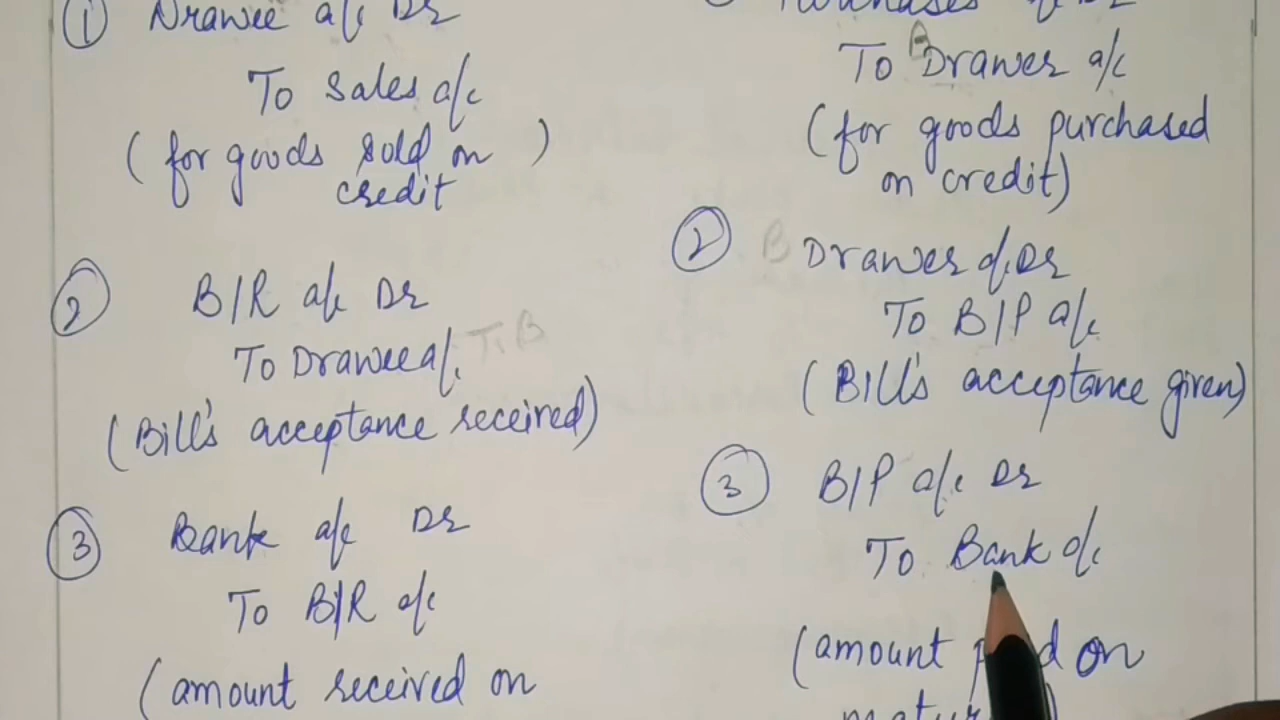 ① Drawee a/c Dr
To Sales a/c
(for goods sold on
credit)
② B/R a/c Dr
To Drawee a/c
(Bill's acceptance received)
③ Bank a/c Dr
To B/R a/c
(amount received on
Purchases a/c Dr
To Drawer a/c
(for goods purchased
on credit)
② Drawer a/c Dr
To B/P a/c
(Bill's acceptance given)
③ B/P a/c Dr
To Bank a/c
(amount on